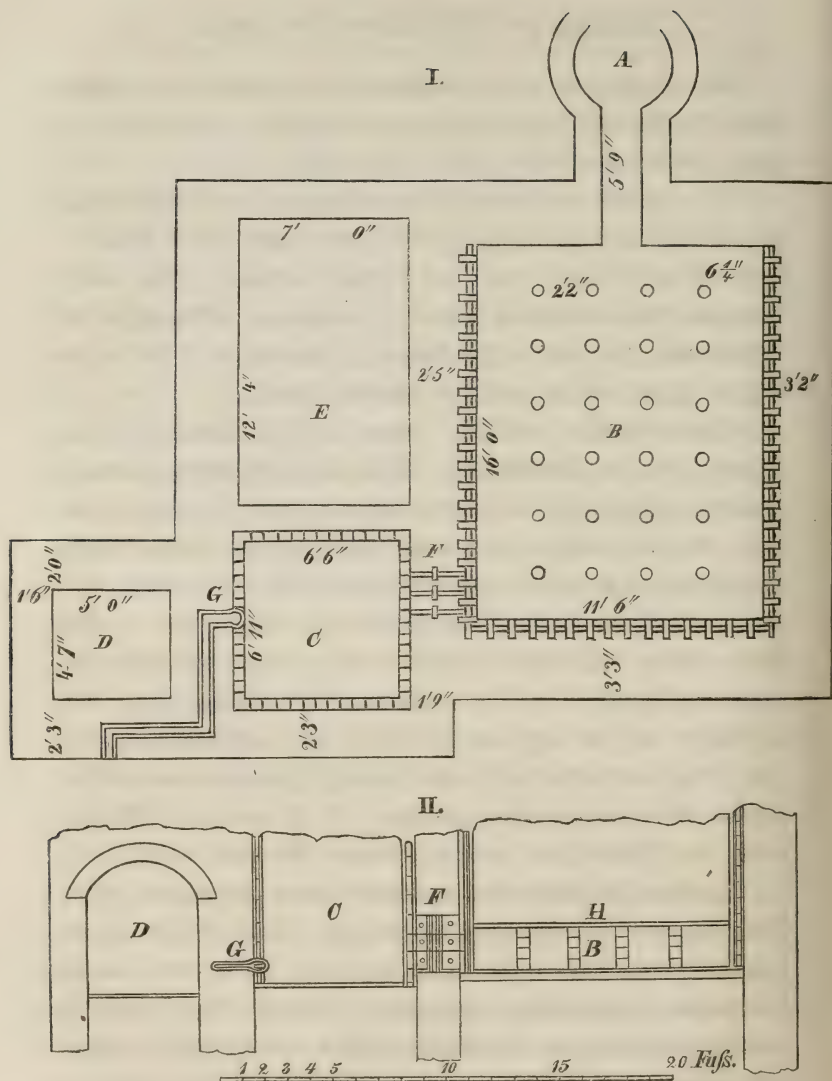 I.
A
5' 9"
7' 0"
6 1/4"
2'2"
2'5"
3'2"
12' 4"
E
B
16' 0"
6' 6"
F
2'0"
1'6"
5' 0"
G
11' 6"
4'7"
D
6' 11"
C
3'3"
1'9"
2'3"
2'3"
II.
D
C
F
H
B
G
1 2 3 4 5 10 15 20 Fuſs.